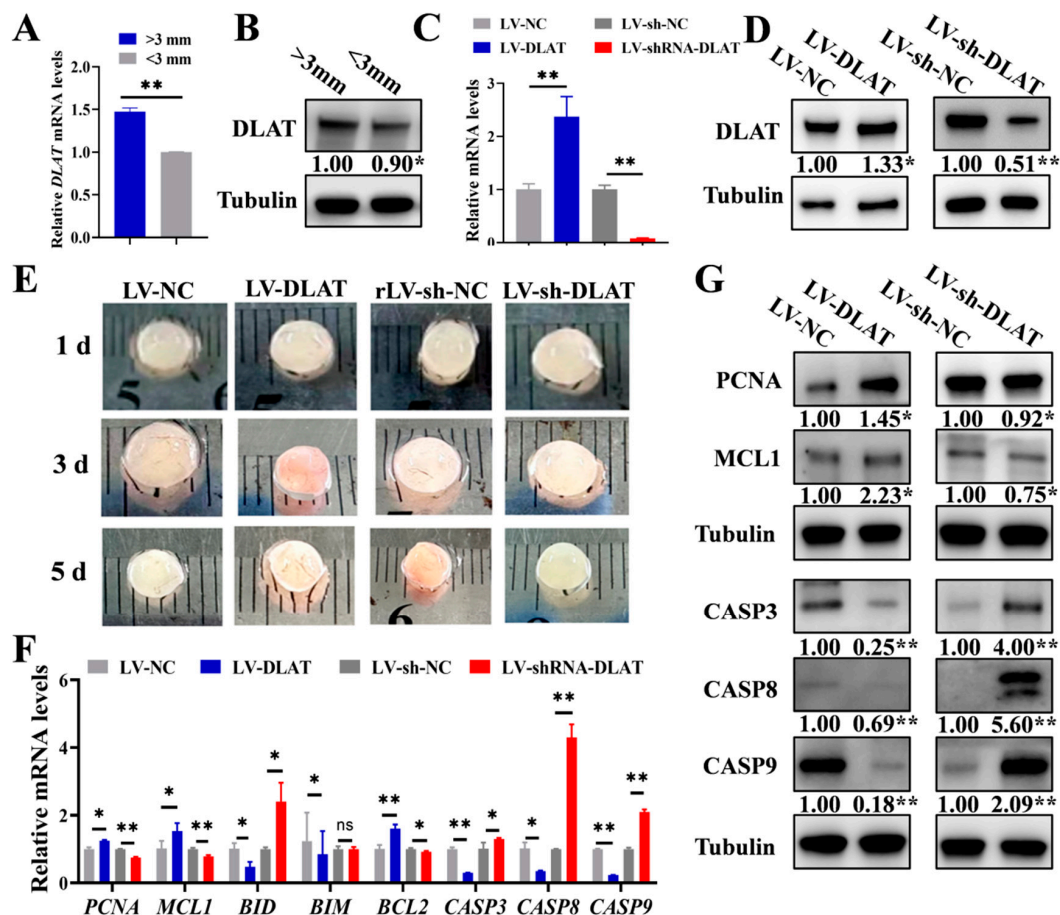 A
>3 mm
<3 mm
Relative DLAT mRNA levels
2.0
1.5
1.0
0.5
0.0
**
B
>3mm <3mm
DLAT
1.00 0.90*
Tubulin
C
LV-NC LV-sh-NC
LV-DLAT LV-shRNA-DLAT
Relative mRNA levels
3
2
1
0
** **
D
LV-NC LV-DLAT LV-sh-NC LV-sh-DLAT
DLAT
1.00 1.33* 1.00 0.51**
Tubulin
E
LV-NC LV-DLAT rLV-sh-NC LV-sh-DLAT
1 d
5
3 d
5 d
6
F
LV-NC LV-DLAT LV-sh-NC LV-shRNA-DLAT
Relative mRNA levels
6
4
2
0
* ** * ** * * * ns ** * ** * * ** ** **
PCNA MCL1 BID BIM BCL2 CASP3 CASP8 CASP9
G
LV-NC LV-DLAT LV-sh-NC LV-sh-DLAT
PCNA
1.00 1.45* 1.00 0.92*
MCL1
1.00 2.23* 1.00 0.75*
Tubulin
CASP3
1.00 0.25** 1.00 4.00**
CASP8
1.00 0.69** 1.00 5.60**
CASP9
1.00 0.18** 1.00 2.09**
Tubulin